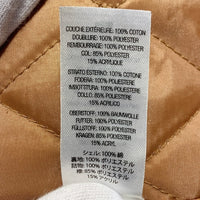 COUCHE EXTÉRIEURE: 100% COTON
DOUBLURE: 100% POLYESTER
REMBOURRAGE: 100% POLYESTER
COL: 85% POLYESTER
15% ACRYLIQUE
STRATO ESTERNO: 100% COTONE
FODERA: 100% POLIESTERE
IMBOTTITURA: 100% POLIESTERE
COLLO: 85% POLIESTERE
15% ACRILICO
OBERSTOFF: 100% BAUMWOLLE
FUTTER: 100% POLYESTER
FÜLLSTOFF: 100% POLYESTER
KRAGEN: 85% POLYESTER
15% ACRYL
シェル: 100% 綿
裏地: 100% ポリエステル
詰め物: 100% ポリエステル
襟: 85% ポリエステル
15% アクリル